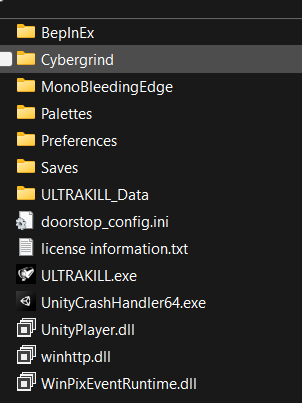 BepInEx
Cybergrind
MonoBleedingEdge
Palettes
Preferences
Saves
ULTRAKILL_Data
doorstop_config.ini
license information.txt
ULTRAKILL.exe
UnityCrashHandler64.exe
UnityPlayer.dll
winhttp.dll
WinPixEventRuntime.dll